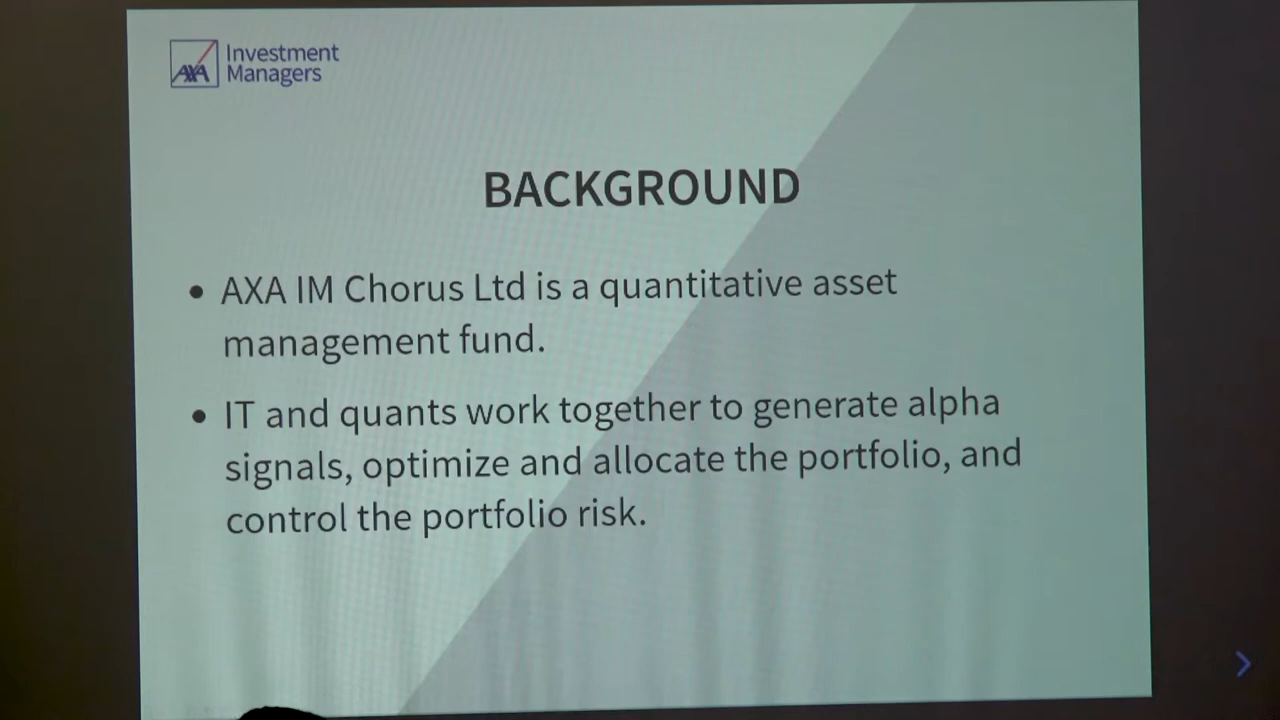 AXA Investment
Managers
BACKGROUND
• AXA IM Chorus Ltd is a quantitative asset
management fund.
• IT and quants work together to generate alpha
signals, optimize and allocate the portfolio, and
control the portfolio risk.